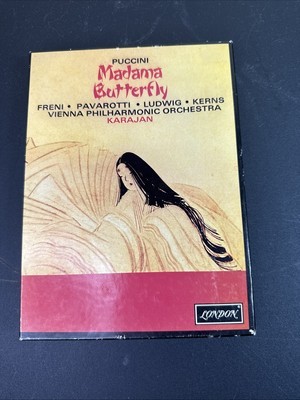 PUCCINI
Madama
Butterfly
FRENI • PAVAROTTI • LUDWIG • KERNS
VIENNA PHILHARMONIC ORCHESTRA
KARAJAN
LONDON